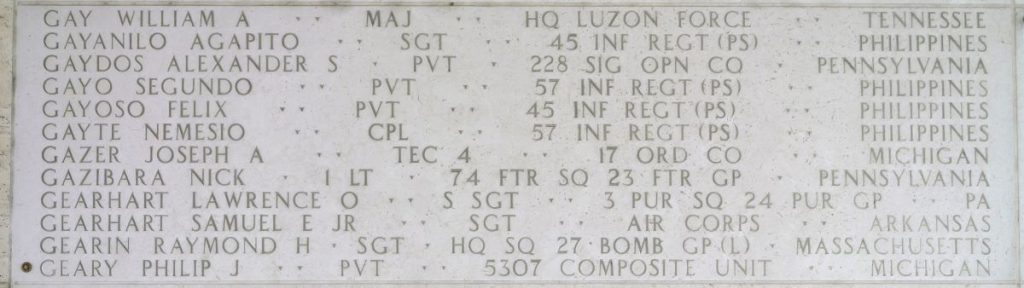 GAY WILLIAM A MAJ HQ LUZON FORCE TENNESSEE
GAYANILO AGAPITO SGT 45 INF REGT (PS) PHILIPPINES
GAYDOS ALEXANDER S PVT 228 SIG OPN CO PENNSYLVANIA
GAYO SEGUNDO PVT 57 INF REGT (PS) PHILIPPINES
GAYOSO FELIX PVT 45 INF REGT (PS) PHILIPPINES
GAYTE NEMESIO CPL 57 INF REGT (PS) PHILIPPINES
GAZER JOSEPH A TEC 4 17 ORD CO MICHIGAN
GAZIBARA NICK 1 LT 74 FTR SQ 23 FTR GP PENNSYLVANIA
GEARHART LAWRENCE O S SGT 3 PUR SQ 24 PUR GP PA
GEARHART SAMUEL E JR SGT AIR CORPS ARKANSAS
GEARIN RAYMOND H SGT HQ SQ 27 BOMB GP (L) MASSACHUSETTS
GEARY PHILIP J PVT 5307 COMPOSITE UNIT MICHIGAN